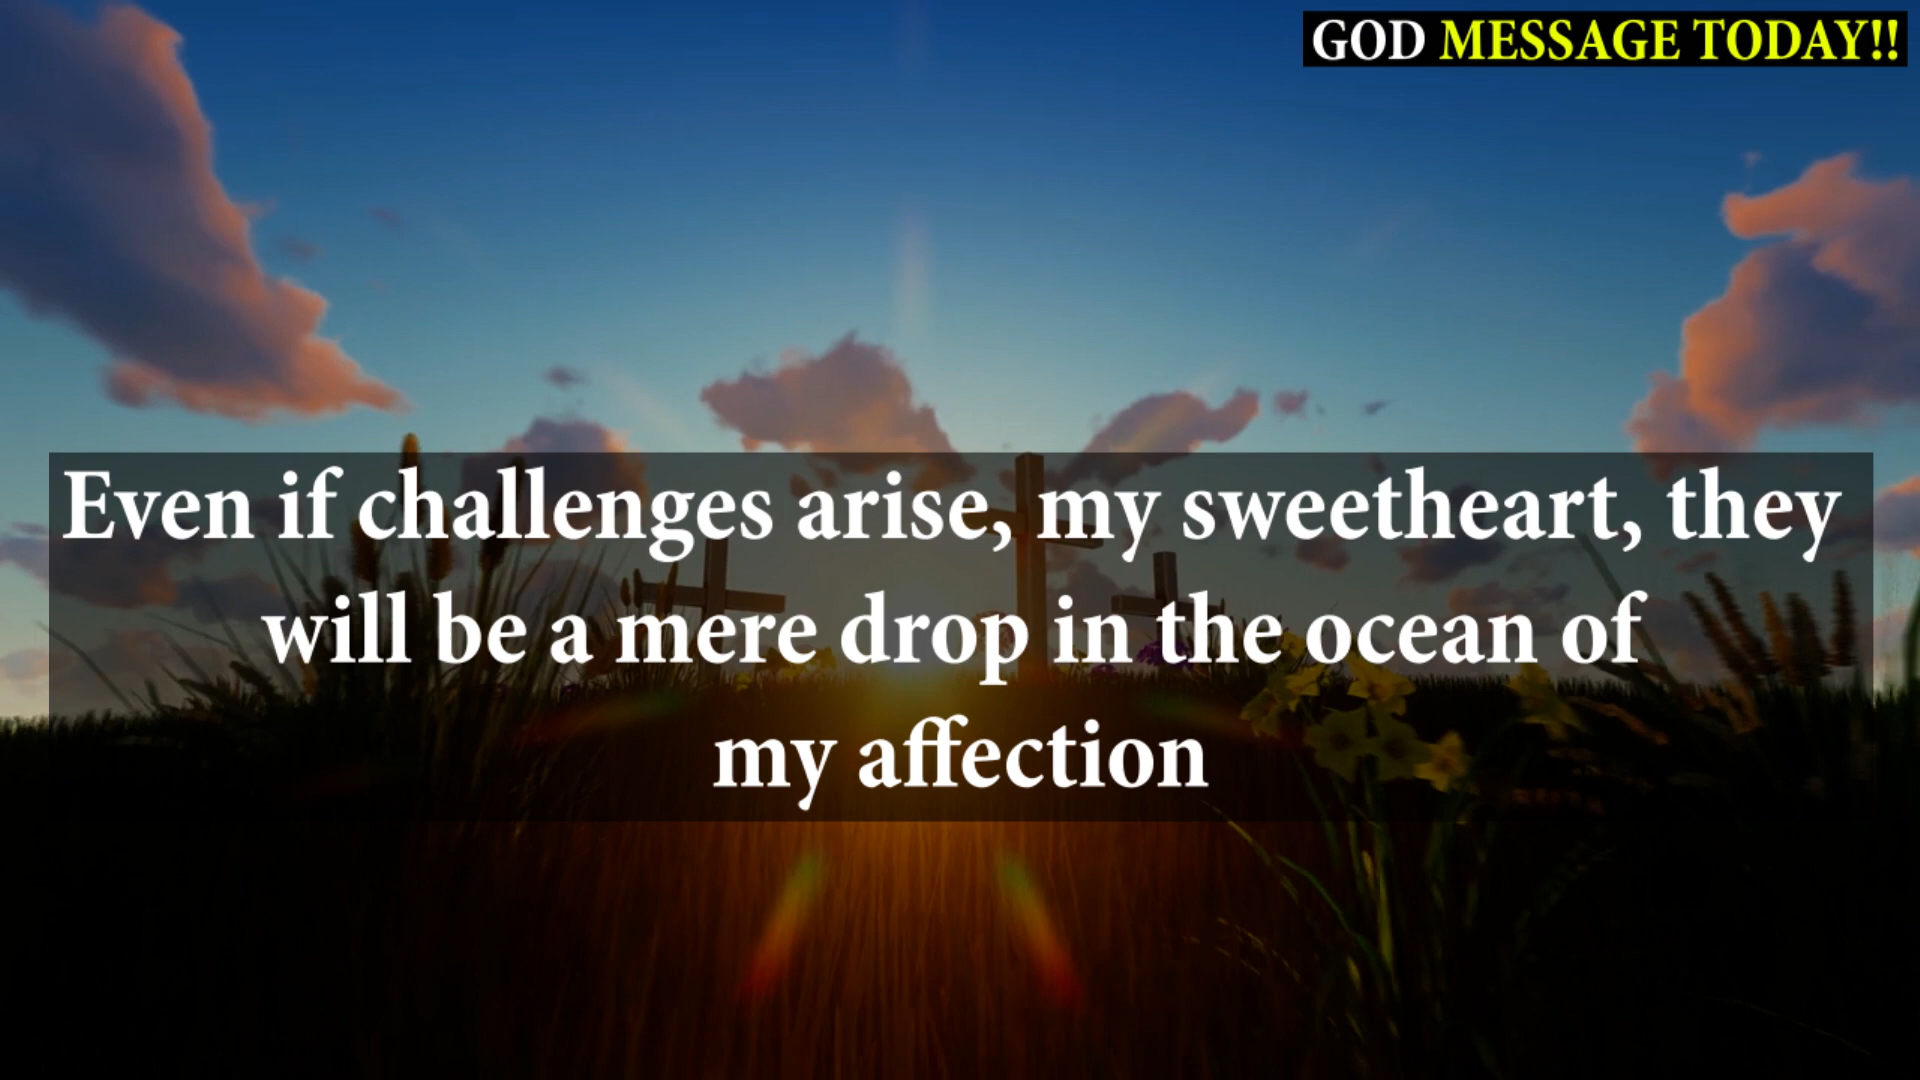 GOD MESSAGE TODAY!!
Even if challenges arise, my sweetheart, they
will be a mere drop in the ocean of
my affection